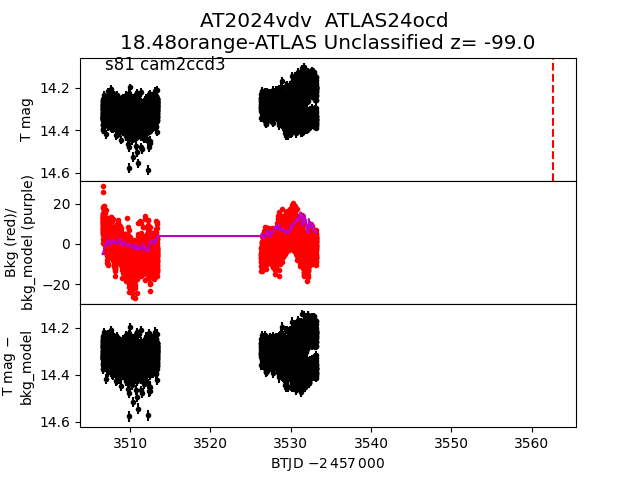 AT2024vdv  ATLAS24ocd
18.48orange-ATLAS Unclassified z= -99.0
s81 cam2ccd3
14.2
14.4
14.6
T mag
20
0
−20
Bkg (red)/
bkg_model (purple)
14.2
14.4
14.6
T mag −
bkg_model
3510 3520 3530 3540 3550 3560
BTJD −2 457 000